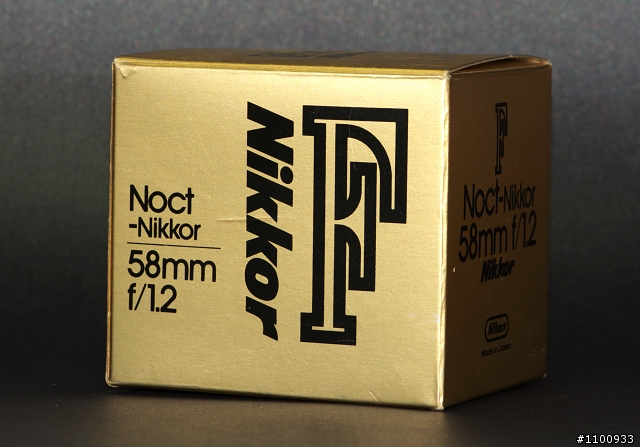 Noct
-Nikkor
58mm
f/1.2
Nikkor
F
F
Noct-Nikkor
58mm f/1.2
Nikkor
Nikon
Made in Japan
#1100933